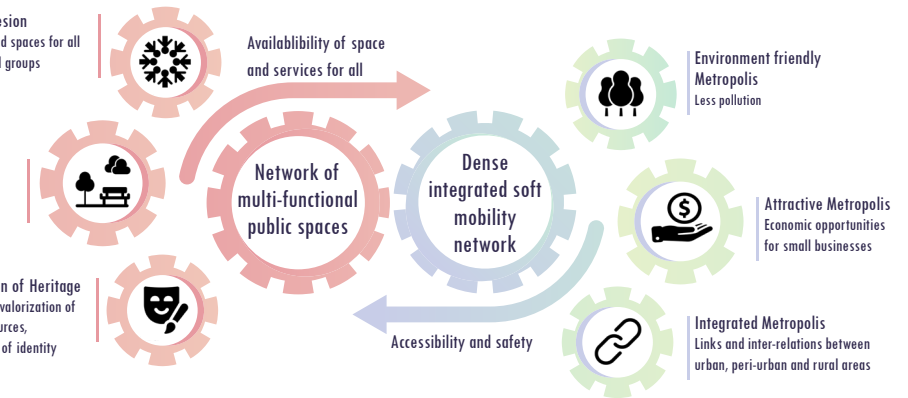 esion
d spaces for all
l groups
n of Heritage
valorization of
urces,
of identity
Availablibility of space
and services for all
Network of
multi-functional
public spaces
Dense
integrated soft
mobility
network
Accessibility and safety
Environment friendly
Metropolis
Less pollution
Attractive Metropolis
Economic opportunities
for small businesses
Integrated Metropolis
Links and inter-relations between
urban, peri-urban and rural areas